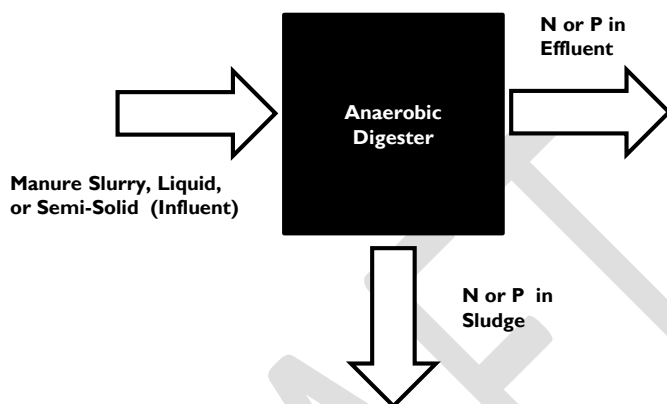 N or P in
Effluent
Anaerobic
Digester
Manure Slurry, Liquid,
or Semi-Solid (Influent)
N or P in
Sludge